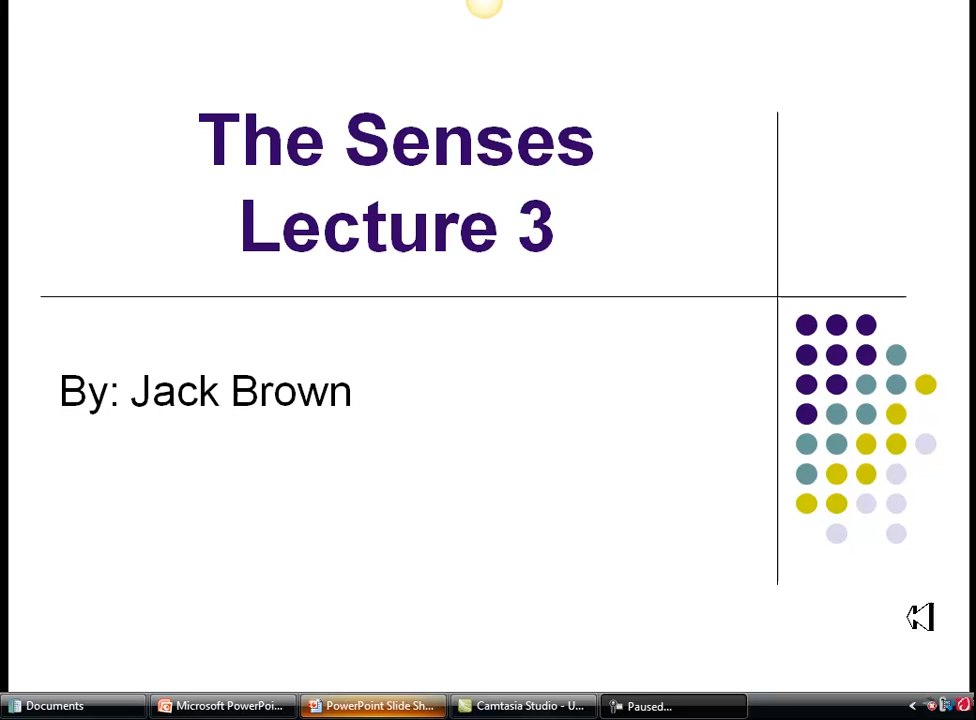 The Senses
Lecture 3
By: Jack Brown
Documents
Microsoft PowerPoi...
PowerPoint Slide Sh...
Camtasia Studio - U...
Paused...